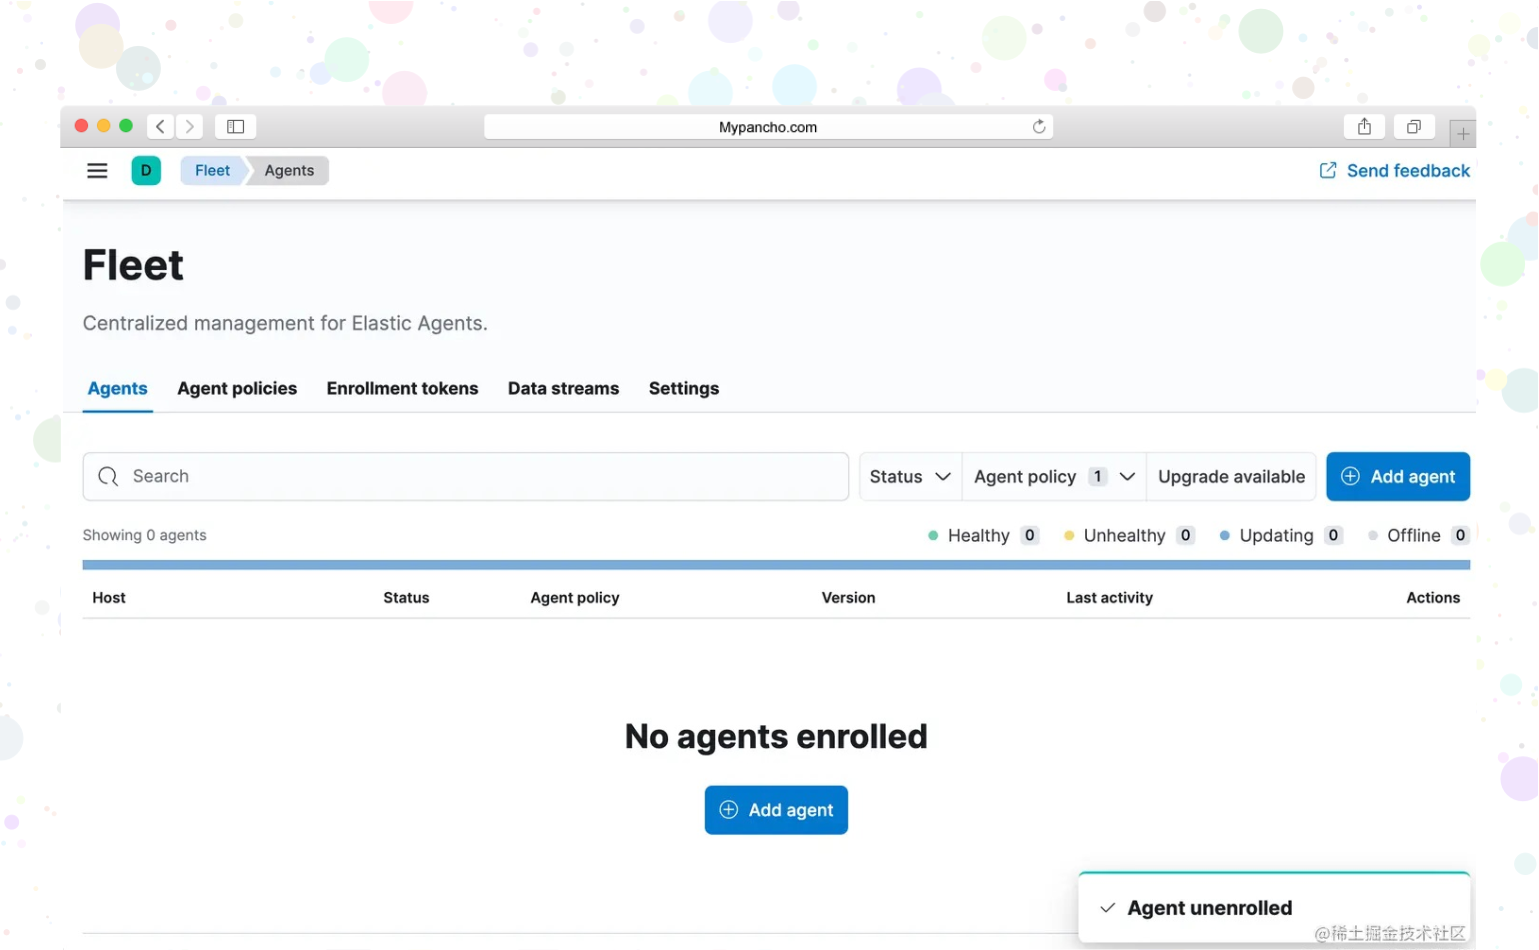 Mypancho.com
D Fleet Agents Send feedback
Fleet
Centralized management for Elastic Agents.
Agents Agent policies Enrollment tokens Data streams Settings
Search Status Agent policy 1 Upgrade available Add agent
Showing 0 agents Healthy 0 Unhealthy 0 Updating 0 Offline 0
Host Status Agent policy Version Last activity Actions
No agents enrolled
Add agent
Agent unenrolled
@稀土掘金技术社区